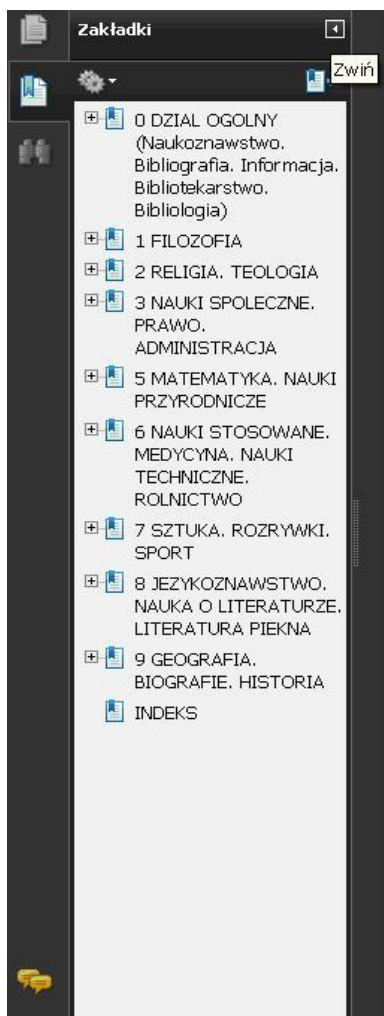 Zakładki
Zwiń
0 DZIAL OGOLNY
(Naukoznawstwo.
Bibliografia. Informacja.
Bibliotekarstwo.
Bibliologia)
1 FILOZOFIA
2 RELIGIA. TEOLOGIA
3 NAUKI SPOLECZNE.
PRAWO.
ADMINISTRACJA
5 MATEMATYKA. NAUKI
PRZYRODNICZE
6 NAUKI STOSOWANE.
MEDYCYNA. NAUKI
TECHNICZNE.
ROLNICTWO
7 SZTUKA. ROZRYWKI.
SPORT
8 JEZYKOZNAWSTWO.
NAUKA O LITERATURZE.
LITERATURA PIEKNA
9 GEOGRAFIA.
BIOGRAFIE. HISTORIA
INDEKS